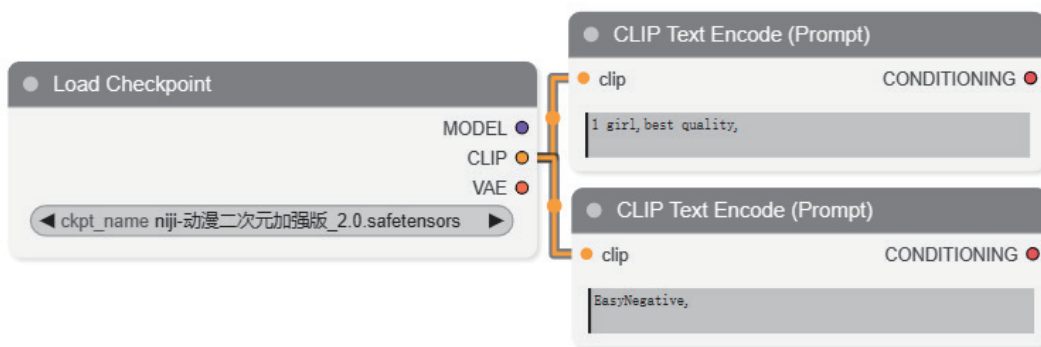 Load Checkpoint
MODEL
CLIP
VAE
ckpt_name niji-动漫二次元加强版_2.0.safetensors
CLIP Text Encode (Prompt)
clip CONDITIONING
1 girl,best quality,
CLIP Text Encode (Prompt)
clip CONDITIONING
EasyNegative,